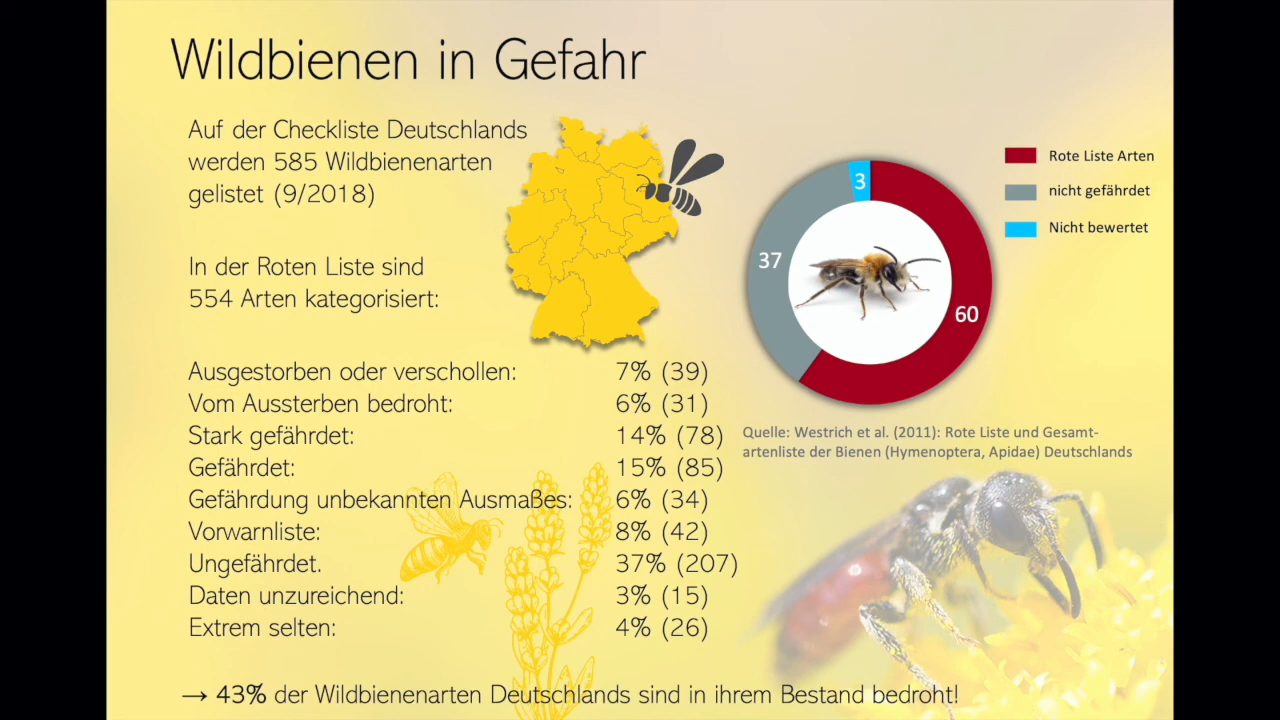 Wildbienen in Gefahr
Auf der Checkliste Deutschlands
werden 585 Wildbienenarten
gelistet (9/2018)
In der Roten Liste sind
554 Arten kategorisiert:
Ausgestorben oder verschollen: 7% (39)
Vom Aussterben bedroht: 6% (31)
Stark gefährdet: 14% (78)
Gefährdet: 15% (85)
Gefährdung unbekannten Ausmaßes: 6% (34)
Vorwarnliste: 8% (42)
Ungefährdet. 37% (207)
Daten unzureichend: 3% (15)
Extrem selten: 4% (26)
→ 43% der Wildbienenarten Deutschlands sind in ihrem Bestand bedroht!
3
37
60
Rote Liste Arten
nicht gefährdet
Nicht bewertet
Quelle: Westrich et al. (2011): Rote Liste und Gesamt-
artenliste der Bienen (Hymenoptera, Apidae) Deutschlands